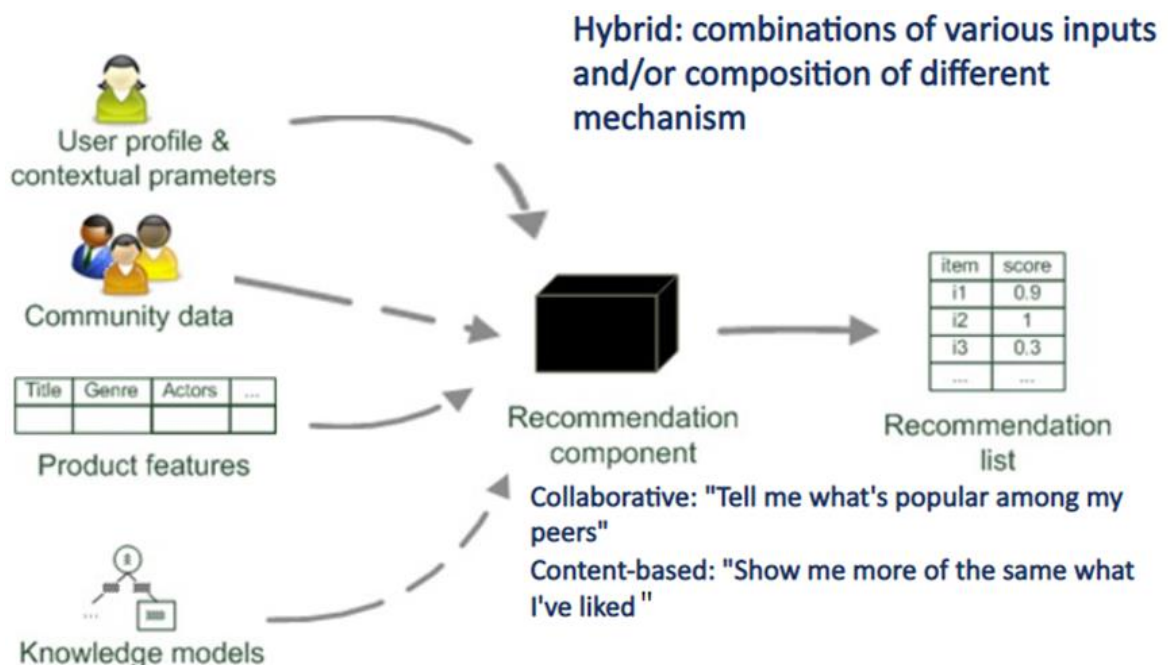 Hybrid: combinations of various inputs
and/or composition of different
mechanism
User profile &
contextual prameters
Community data
Title Genre Actors ...
Product features
Knowledge models
...
Recommendation
component
item score
i1 0.9
i2 1
i3 0.3
... ...
Recommendation
list
Collaborative: "Tell me what's popular among my
peers"
Content-based: "Show me more of the same what
I've liked "